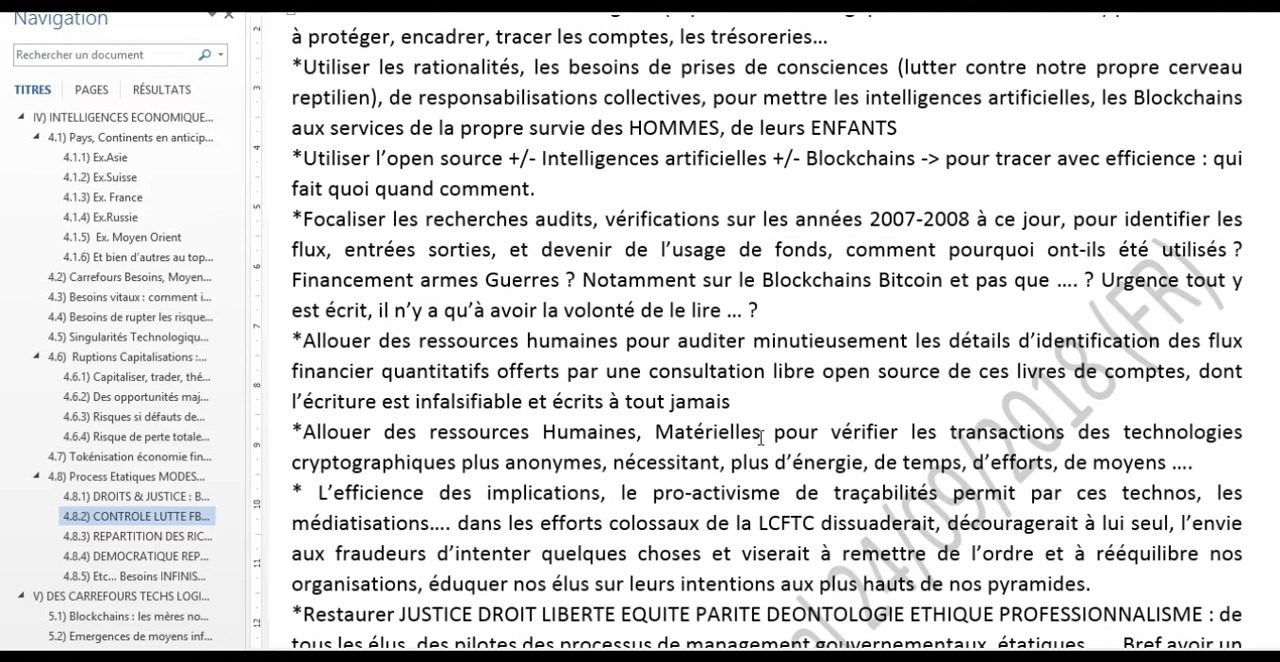 Navigation
Rechercher un document
TITRES PAGES RÉSULTATS
IV) INTELLIGENCES ECONOMIQUE...
4.1) Pays, Continents en anticip...
4.1.1) Ex.Asie
4.1.2) Ex.Suisse
4.1.3) Ex. France
4.1.4) Ex.Russie
4.1.5) Ex. Moyen Orient
4.1.6) Et bien d'autres au top...
4.2) Carrefours Besoins, Moyen...
4.3) Besoins vitaux : comment i...
4.4) Besoins de rupter les risque...
4.5) Singularités Technologiqu...
4.6) Ruptions Capitalisations :...
4.6.1) Capitaliser, trader, thé...
4.6.2) Des opportunités maj...
4.6.3) Risques si défauts de...
4.6.4) Risque de perte totale...
4.7) Tokénisation économie fin...
4.8) Process Etatiques MODES...
4.8.1) DROITS & JUSTICE : B...
4.8.2) CONTROLE LUTTE FB...
4.8.3) REPARTITION DES RIC...
4.8.4) DEMOCRATIQUE REP...
4.8.5) Etc... Besoins INFINIS...
V) DES CARREFOURS TECHS LOGI...
5.1) Blockchains : les mères no...
5.2) Emergences de moyens inf...
à protéger, encadrer, tracer les comptes, les trésoreries...
*Utiliser les rationalités, les besoins de prises de consciences (lutter contre notre propre cerveau
reptilien), de responsabilisations collectives, pour mettre les intelligences artificielles, les Blockchains
aux services de la propre survie des HOMMES, de leurs ENFANTS
*Utiliser l'open source +/- Intelligences artificielles +/- Blockchains -> pour tracer avec efficience : qui
fait quoi quand comment.
*Focaliser les recherches audits, vérifications sur les années 2007-2008 à ce jour, pour identifier les
flux, entrées sorties, et devenir de l'usage de fonds, comment pourquoi ont-ils été utilisés ?
Financement armes Guerres ? Notamment sur le Blockchains Bitcoin et pas que .... ? Urgence tout y
est écrit, il n'y a qu'à avoir la volonté de le lire ... ?
*Allouer des ressources humaines pour auditer minutieusement les détails d'identification des flux
financier quantitatifs offerts par une consultation libre open source de ces livres de comptes, dont
l'écriture est infalsifiable et écrits à tout jamais
*Allouer des ressources Humaines, Matérielles pour vérifier les transactions des technologies
cryptographiques plus anonymes, nécessitant, plus d'énergie, de temps, d'efforts, de moyens ....
* L'efficience des implications, le pro-activisme de traçabilités permit par ces technos, les
médiatisations.... dans les efforts colossaux de la LCFTC dissuaderait, découragerait à lui seul, l'envie
aux fraudeurs d'intenter quelques choses et viserait à remettre de l'ordre et à rééquilibre nos
organisations, éduquer nos élus sur leurs intentions aux plus hauts de nos pyramides.
*Restaurer JUSTICE DROIT LIBERTE EQUITE PARITE DEONTOLOGIE ETHIQUE PROFESSIONNALISME : de
tous les élus, des pilotes des processus de management gouvernementaux, étatiques, ... Bref avoir un
24/09/2018 (FR)